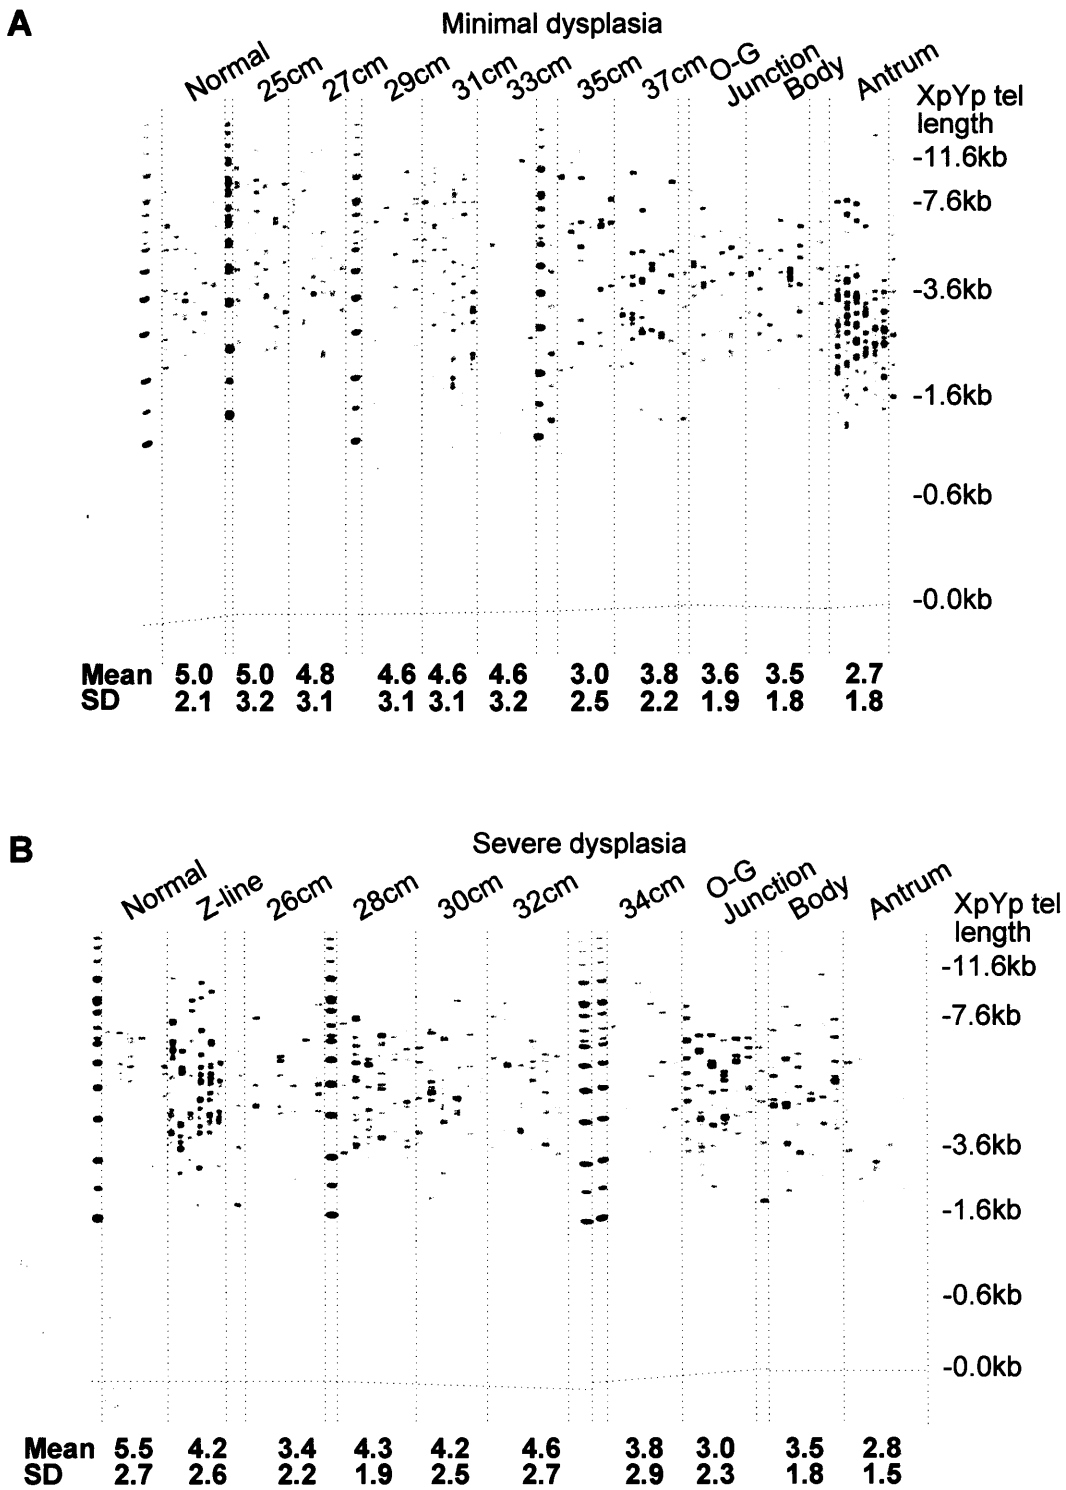 A
Minimal dysplasia
Normal 25cm 27cm 29cm 31cm 33cm 35cm 37cm O-G Junction Body Antrum
XpYp tel
length
-11.6kb
-7.6kb
-3.6kb
-1.6kb
-0.6kb
-0.0kb
Mean 5.0 5.0 4.8 4.6 4.6 4.6 3.0 3.8 3.6 3.5 2.7
SD 2.1 3.2 3.1 3.1 3.1 3.2 2.5 2.2 1.9 1.8 1.8
B
Severe dysplasia
Normal Z-line 26cm 28cm 30cm 32cm 34cm O-G Junction Body Antrum
XpYp tel
length
-11.6kb
-7.6kb
-3.6kb
-1.6kb
-0.6kb
-0.0kb
Mean 5.5 4.2 3.4 4.3 4.2 4.6 3.8 3.0 3.5 2.8
SD 2.7 2.6 2.2 1.9 2.5 2.7 2.9 2.3 1.8 1.5